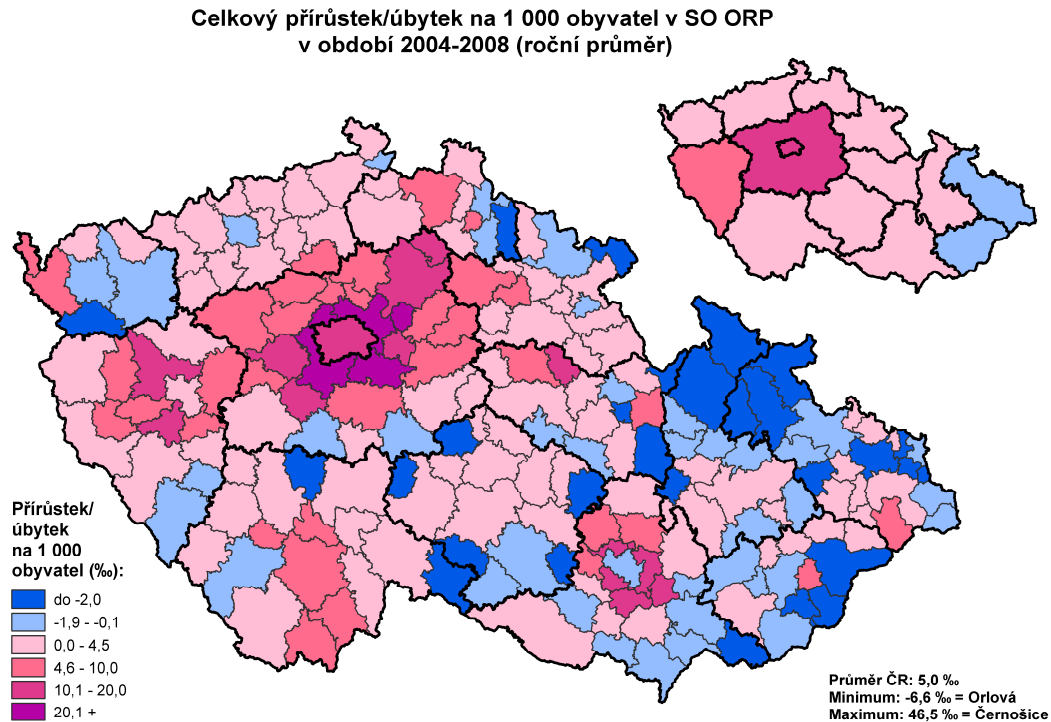 Celkový přírůstek/úbytek na 1 000 obyvatel v SO ORP
v období 2004-2008 (roční průměr)
Přírůstek/
úbytek
na 1 000
obyvatel (‰):
do -2,0
-1,9 - -0,1
0,0 - 4,5
4,6 - 10,0
10,1 - 20,0
20,1 +
Průměr ČR: 5,0 ‰
Minimum: -6,6 ‰ = Orlová
Maximum: 46,5 ‰ = Černošice